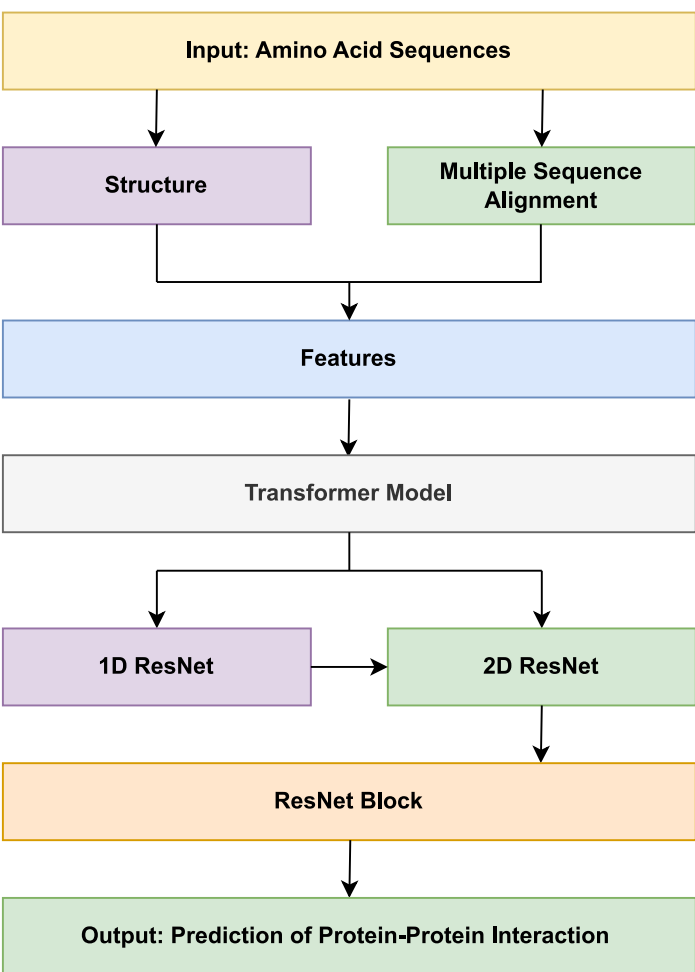 Input: Amino Acid Sequences
Structure
Multiple Sequence
Alignment
Features
Transformer Model
1D ResNet
2D ResNet
ResNet Block
Output: Prediction of Protein-Protein Interaction